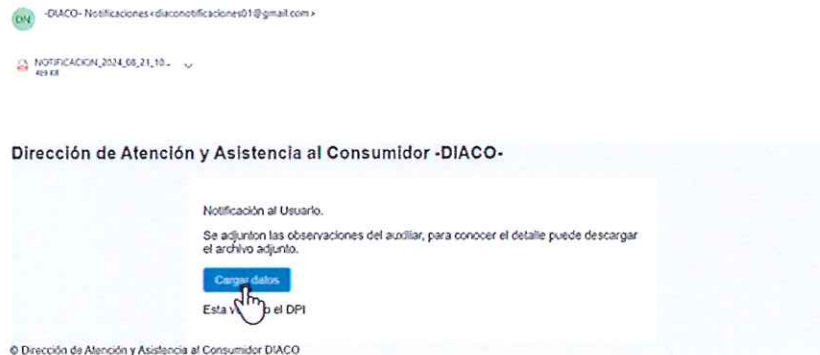 DN
-DIACO- Notificaciones<diaconotificaciones01@gmail.com>
NOTIFICACION_2024_08_21_10...
KB
Dirección de Atención y Asistencia al Consumidor -DIACO-
Notificación al Usuario.
Se adjunton las observaciones del auxiliar, para conocer el detalle puede descargar
el archivo adjunto.
Cargar datos
Esta el DPI
© Dirección de Atención y Asistencia al Consumidor DIACO